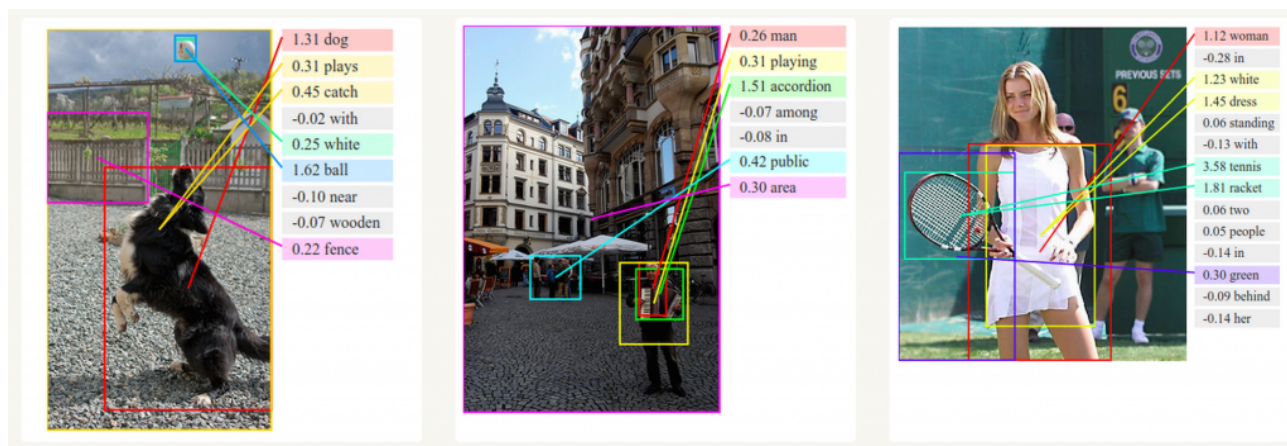 1.31 dog
0.31 plays
0.45 catch
-0.02 with
0.25 white
1.62 ball
-0.10 near
-0.07 wooden
0.22 fence
0.26 man
0.31 playing
1.51 accordion
-0.07 among
-0.08 in
0.42 public
0.30 area
PREVIOUS SETS
6
1.12 woman
-0.28 in
1.23 white
1.45 dress
0.06 standing
-0.13 with
3.58 tennis
1.81 racket
0.06 two
0.05 people
-0.14 in
0.30 green
-0.09 behind
-0.14 her